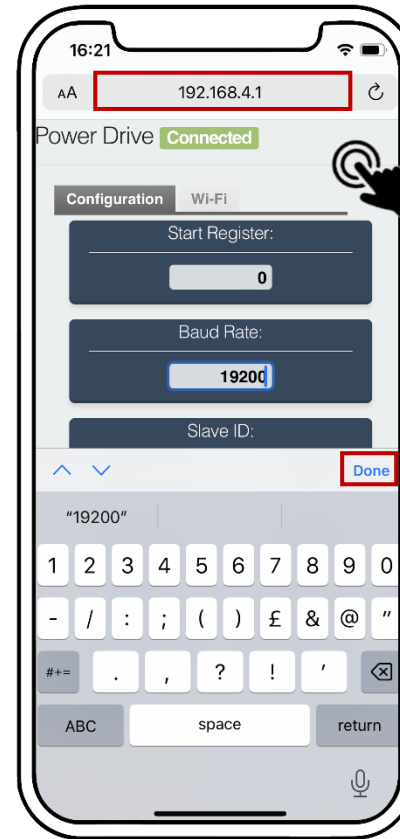 16:21
AA 192.168.4.1
Power Drive Connected
Configuration Wi-Fi
Start Register:
0
Baud Rate:
19200
Slave ID:
Done
"19200"
1 2 3 4 5 6 7 8 9 0
- / : ; ( ) £ & @ "
#+= . , ? ! '
ABC space return